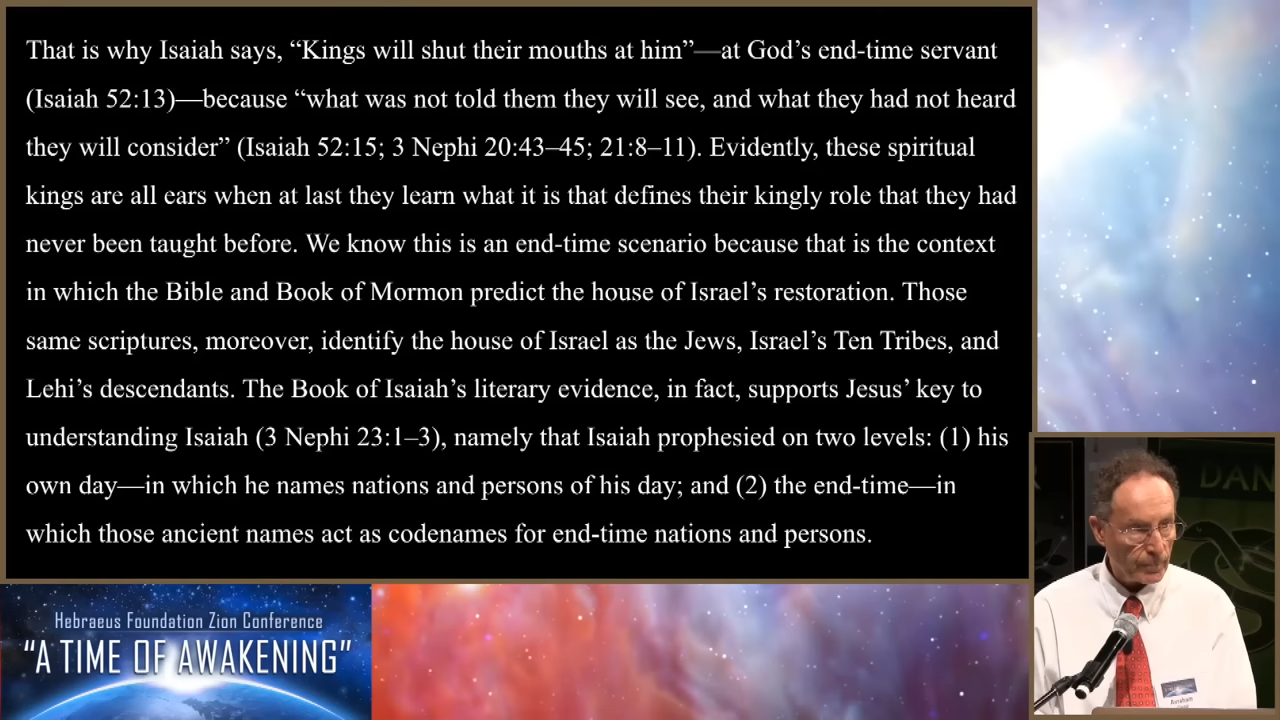 That is why Isaiah says, “Kings will shut their mouths at him”—at God’s end-time servant
(Isaiah 52:13)—because “what was not told them they will see, and what they had not heard
they will consider” (Isaiah 52:15; 3 Nephi 20:43–45; 21:8–11). Evidently, these spiritual
kings are all ears when at last they learn what it is that defines their kingly role that they had
never been taught before. We know this is an end-time scenario because that is the context
in which the Bible and Book of Mormon predict the house of Israel’s restoration. Those
same scriptures, moreover, identify the house of Israel as the Jews, Israel’s Ten Tribes, and
Lehi’s descendants. The Book of Isaiah’s literary evidence, in fact, supports Jesus’ key to
understanding Isaiah (3 Nephi 23:1–3), namely that Isaiah prophesied on two levels: (1) his
own day—in which he names nations and persons of his day; and (2) the end-time—in
which those ancient names act as codenames for end-time nations and persons.
Hebraeus Foundation Zion Conference
“A TIME OF AWAKENING”
DAN
Avraham